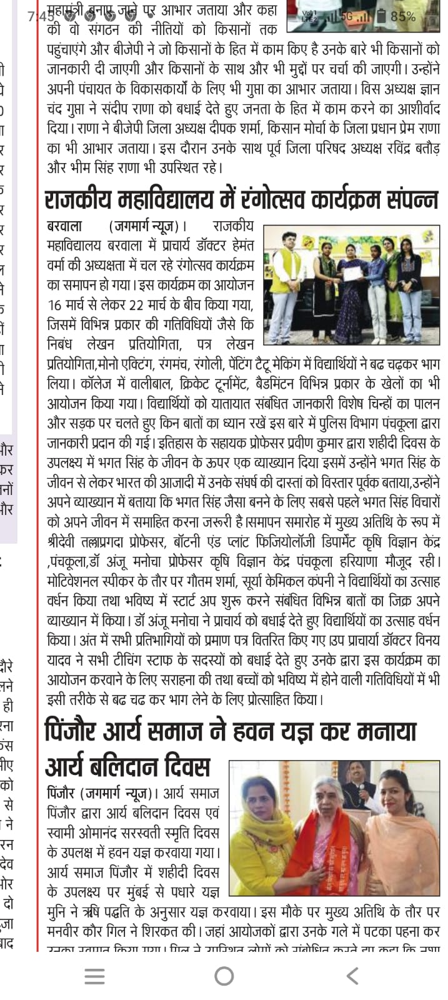 7:45
VoLTE2 5G 85%
महामंत्री बनाए जाने पर आभार जताया और कहा
की वो संगठन की नीतियों को किसानों तक
पहुंचाएंगे और बीजेपी ने जो किसानों के हित में काम किए है उनके बारे भी किसानों को
जानकारी दी जाएगी और किसानों के साथ और भी मुद्दों पर चर्चा की जाएगी। उन्होंने
अपनी पंचायत के विकासकार्यों के लिए भी गुप्ता का आभार जताया। विस अध्यक्ष ज्ञान
चंद गुप्ता ने संदीप राणा को बधाई देते हुए जनता के हित में काम करने का आशीर्वाद
दिया। राणा ने बीजेपी जिला अध्यक्ष दीपक शर्मा, किसान मोर्चा के जिला प्रधान प्रेम राणा
का भी आभार जताया। इस दौरान उनके साथ पूर्व जिला परिषद अध्यक्ष रविंद्र बतौड़
और भीम सिंह राणा भी उपस्थित रहे।
राजकीय महाविद्यालय में रंगोत्सव कार्यक्रम संपन्न
बरवाला (जगमार्ग न्यूज)। राजकीय
महाविद्यालय बरवाला में प्राचार्य डॉक्टर हेमंत
वर्मा की अध्यक्षता में चल रहे रंगोत्सव कार्यक्रम
का समापन हो गया। इस कार्यक्रम का आयोजन
16 मार्च से लेकर 22 मार्च के बीच किया गया,
जिसमें विभिन्न प्रकार की गतिविधियों जैसे कि
निबंध लेखन प्रतियोगिता, पत्र लेखन
प्रतियोगिता,मोनो एक्टिंग, रंगमंच, रंगोली, पेंटिंग टैटू मेकिंग में विद्यार्थियों ने बढ चढ़कर भाग
लिया। कॉलेज में वालीबाल, क्रिकेट टूर्नामेंट, बैडमिंटन विभिन्न प्रकार के खेलों का भी
आयोजन किया गया। विद्यार्थियों को यातायात संबंधित जानकारी विशेष चिन्हों का पालन
और सड़क पर चलते हुए किन बातों का ध्यान रखें इस बारे में पुलिस विभाग पंचकूला द्वारा
जानकारी प्रदान की गई। इतिहास के सहायक प्रोफेसर प्रवीण कुमार द्वारा शहीदी दिवस के
उपलक्ष्य में भगत सिंह के जीवन के ऊपर एक व्याख्यान दिया इसमें उन्होंने भगत सिंह के
जीवन से लेकर भारत की आजादी में उनके संघर्ष की दास्तां को विस्तार पूर्वक बताया,उन्होंने
अपने व्याख्यान में बताया कि भगत सिंह जैसा बनने के लिए सबसे पहले भगत सिंह विचारों
को अपने जीवन में समाहित करना जरूरी है।समापन समारोह में मुख्य अतिथि के रूप में
श्रीदेवी तल्लाप्रगदा प्रोफेसर, बॉटनी एंड प्लांट फिजियोलॉजी डिपार्मेंट कृषि विज्ञान केंद्र
,पंचकूला,डॉ अंजू मनोचा प्रोफेसर कृषि विज्ञान केंद्र पंचकूला हरियाणा मौजूद रही।
मोटिवेशनल स्पीकर के तौर पर गौतम शर्मा, सूर्या केमिकल कंपनी ने विद्यार्थियों का उत्साह
वर्धन किया तथा भविष्य में स्टार्ट अप शुरू करने संबंधित विभिन्न बातों का जिक्र अपने
व्याख्यान में किया। डॉ अंजू मनोचा ने प्राचार्य को बधाई देते हुए विद्यार्थियों का उत्साह वर्धन
किया। अंत में सभी प्रतिभागियों को प्रमाण पत्र वितरित किए गए।उप प्राचार्या डॉक्टर विनय
यादव ने सभी टीचिंग स्टाफ के सदस्यों को बधाई देते हुए उनके द्वारा इस कार्यक्रम का
आयोजन करवाने के लिए सराहना की तथा बच्चों को भविष्य में होने वाली गतिविधियों में भी
इसी तरीके से बढ चढ कर भाग लेने के लिए प्रोत्साहित किया।
पिंजौर आर्य समाज ने हवन यज्ञ कर मनाया
आर्य बलिदान दिवस
पिंजौर (जगमार्ग न्यूज)। आर्य समाज
पिंजौर द्वारा आर्य बलिदान दिवस एवं
स्वामी ओमानंद सरस्वती स्मृति दिवस
के उपलक्ष में हवन यज्ञ करवाया गया।
आर्य समाज पिंजौर में शहीदी दिवस
के उपलक्ष्य पर मुंबई से पधारे यज्ञ
मुनि ने ऋषि पद्धति के अनुसार यज्ञ करवाया। इस मौके पर मुख्य अतिथि के तौर पर
मनवीर कौर गिल ने शिरकत की। जहां आयोजकों द्वारा उनके गले में पटका पहना कर
उनका स्वागत किया गया। गिल ने उपस्थित लोगों को संबोधित करते हुए कहा कि नशा